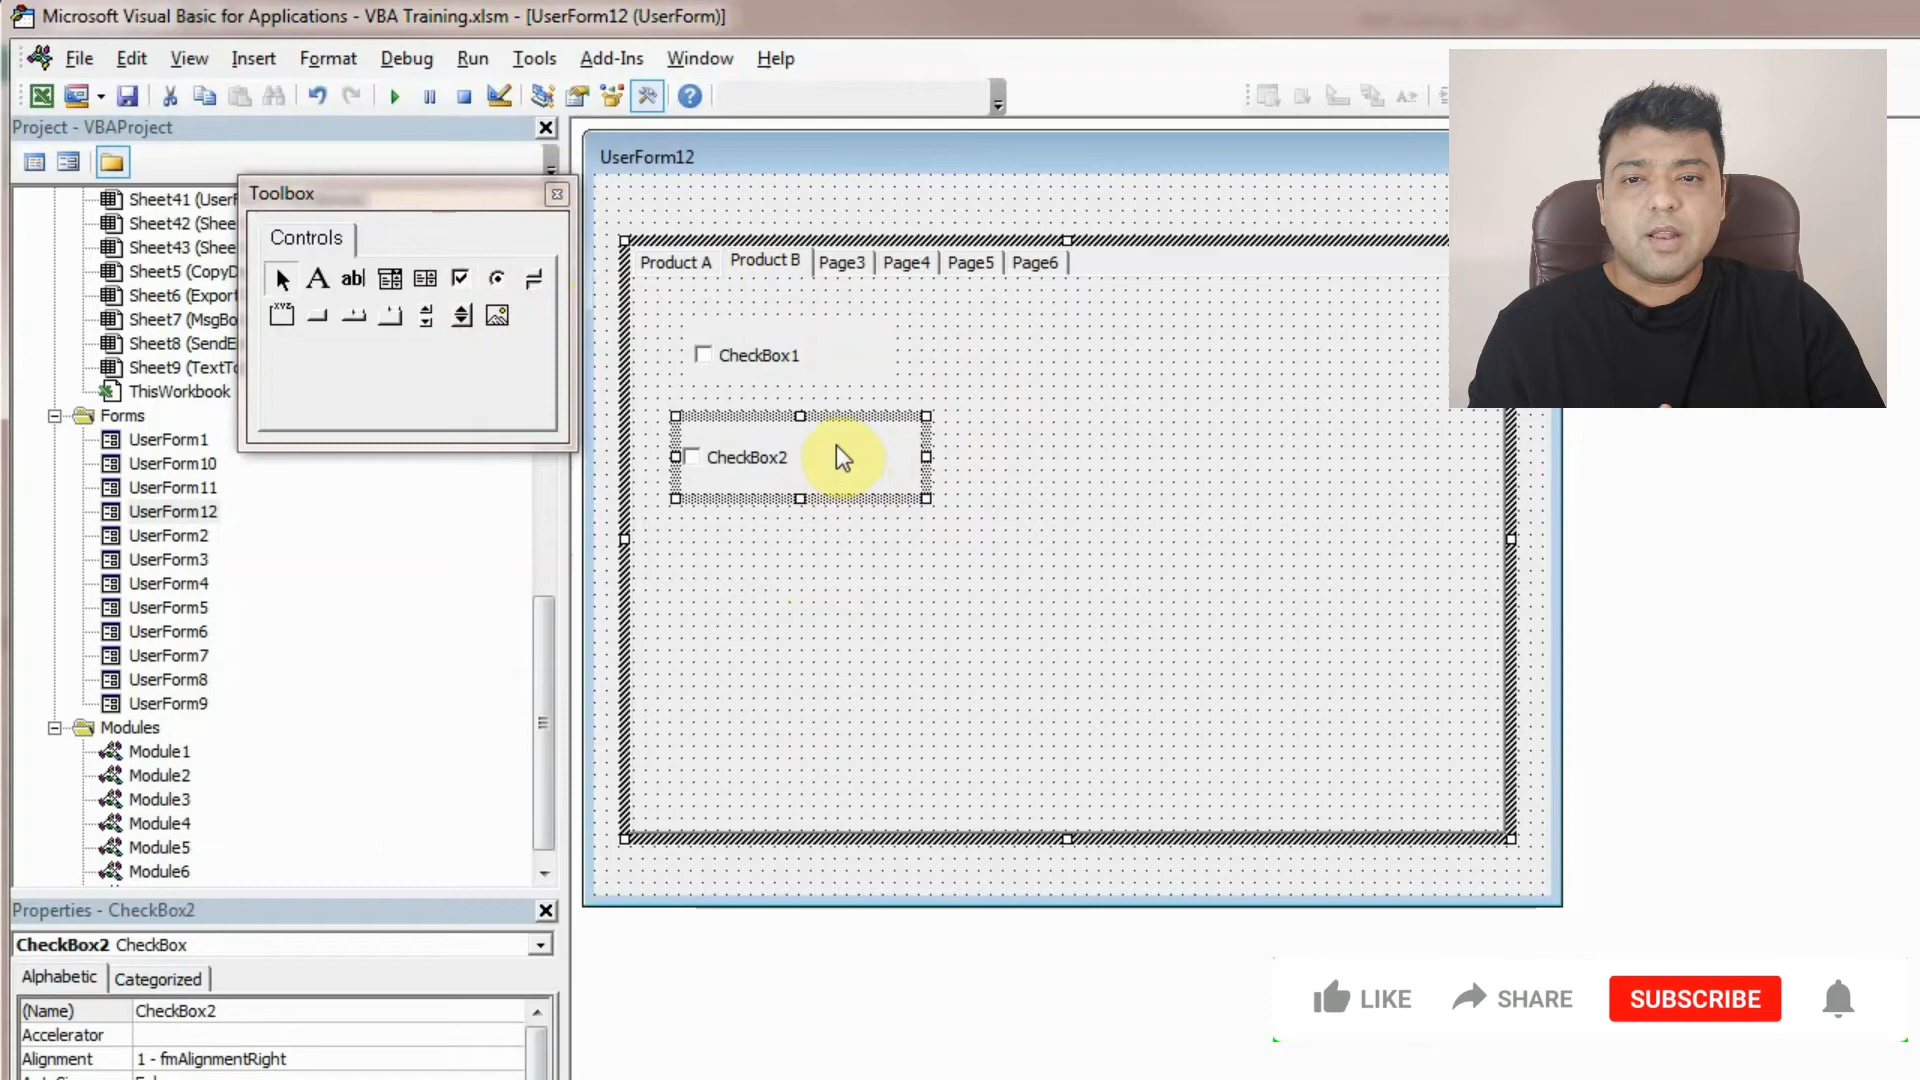 Microsoft Visual Basic for Applications - VBA Training.xlsm - [UserForm12 (UserForm)]
File Edit View Insert Format Debug Run Tools Add-Ins Window Help
Project - VBAProject
Sheet41 (UserF
Sheet42 (Shee
Sheet43 (Shee
Sheet5 (CopyD
Sheet6 (Export
Sheet7 (MsgBo
Sheet8 (SendE
Sheet9 (TextTo
ThisWorkbook
Forms
UserForm1
UserForm10
UserForm11
UserForm12
UserForm2
UserForm3
UserForm4
UserForm5
UserForm6
UserForm7
UserForm8
UserForm9
Modules
Module1
Module2
Module3
Module4
Module5
Module6
Toolbox
Controls
A ab|
XYZ
UserForm12
Product A Product B Page3 Page4 Page5 Page6
CheckBox1
CheckBox2
Properties - CheckBox2
CheckBox2 CheckBox
Alphabetic Categorized
(Name) CheckBox2
Accelerator
Alignment 1 - fmAlignmentRight
LIKE SHARE SUBSCRIBE